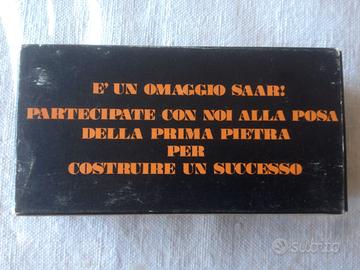 E' UN OMAGGIO SAAR!
PARTECIPATE CON NOI ALLA POSA
DELLA PRIMA PIETRA
PER
COSTRUIRE UN SUCCESSO
subito